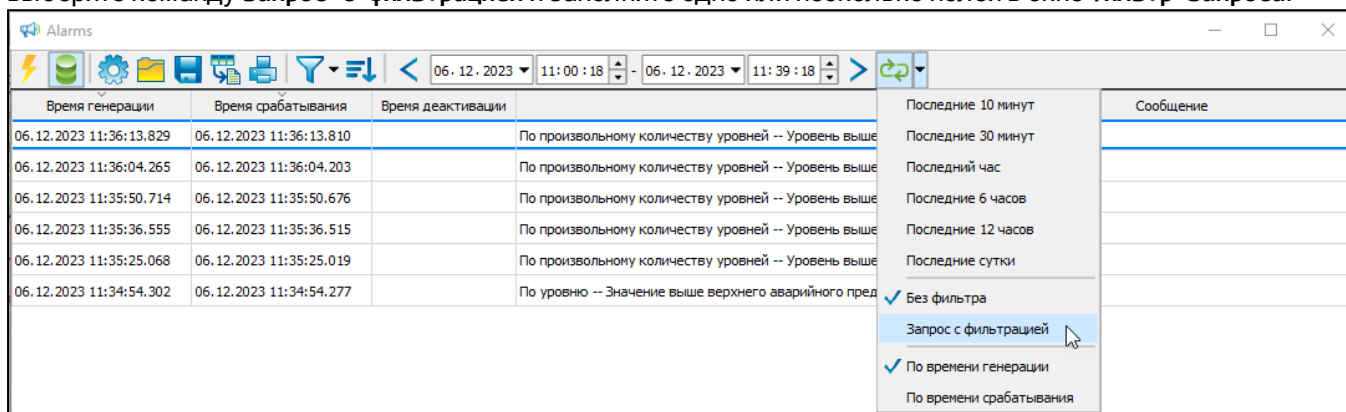 Alarms
06.12.2023 11:00:18 - 06.12.2023 11:39:18
Время генерации Время срабатывания Время деактивации Сообщение
06.12.2023 11:36:13.829 06.12.2023 11:36:13.810 По произвольному количеству уровней -- Уровень выше
06.12.2023 11:36:04.265 06.12.2023 11:36:04.203 По произвольному количеству уровней -- Уровень выше
06.12.2023 11:35:50.714 06.12.2023 11:35:50.676 По произвольному количеству уровней -- Уровень выше
06.12.2023 11:35:36.555 06.12.2023 11:35:36.515 По произвольному количеству уровней -- Уровень выше
06.12.2023 11:35:25.068 06.12.2023 11:35:25.019 По произвольному количеству уровней -- Уровень выше
06.12.2023 11:34:54.302 06.12.2023 11:34:54.277 По уровню -- Значение выше верхнего аварийного пред
Последние 10 минут
Последние 30 минут
Последний час
Последние 6 часов
Последние 12 часов
Последние сутки
Без фильтра
Запрос с фильтрацией
По времени генерации
По времени срабатывания